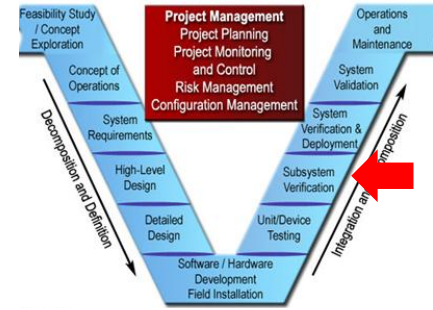 Feasibility Study
/ Concept
Exploration
Concept of
Operations
System
Requirements
High-Level
Design
Detailed
Design
Software / Hardware
Development
Field Installation
Project Management
Project Planning
Project Monitoring
and Control
Risk Management
Configuration Management
Operations
and
Maintenance
System
Validation
System
Verification &
Deployment
Subsystem
Verification
Unit/Device
Testing
Decomposition and Definition
Integration an
omposition